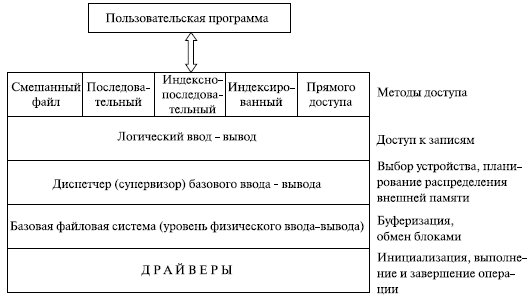 Пользовательская программа
Смешанный
файл
Последова-
тельный
Индексно-
последова-
тельный
Индексиро-
ванный
Прямого
доступа
Методы доступа
Логический ввод - вывод
Доступ к записям
Диспетчер (супервизор) базового ввода - вывода
Выбор устройства, плани-
рование распределения
внешней памяти
Базовая файловая система (уровень физического ввода-вывода)
Буферизация,
обмен блоками
ДРАЙВЕРЫ
Инициализация, выполне-
ние и завершение опера-
ции